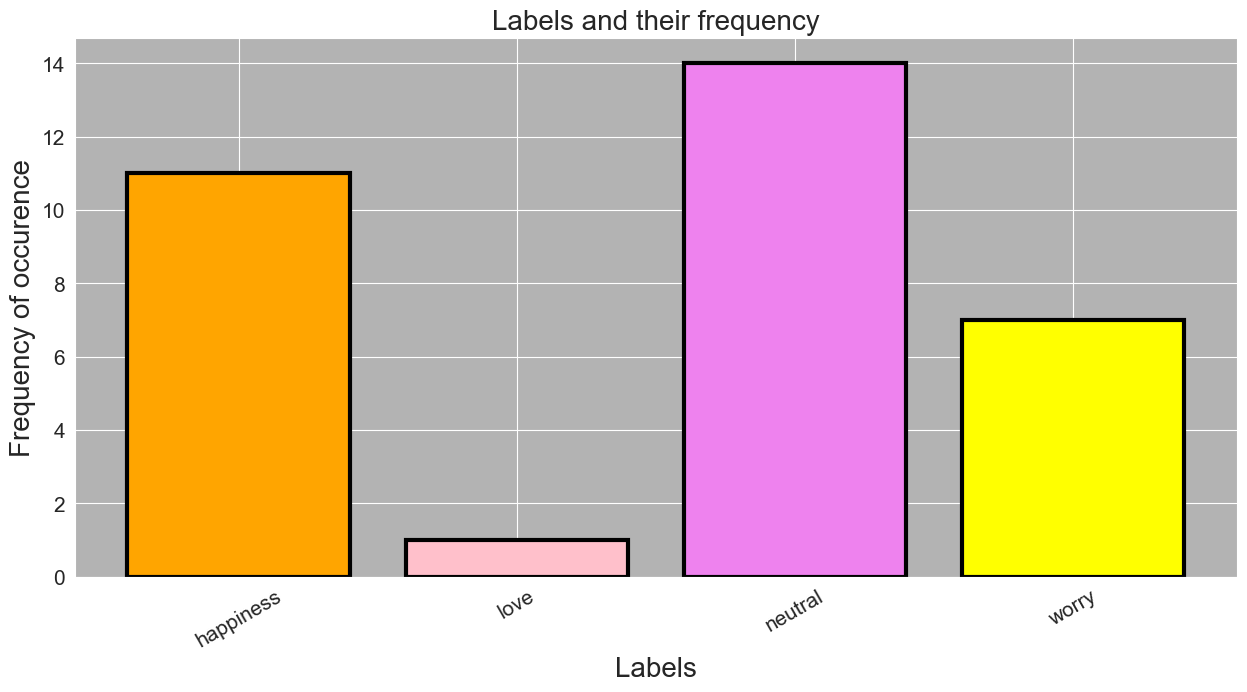 Labels and their frequency
Frequency of occurence
14
12
10
8
6
4
2
0
happiness
love
neutral
worry
Labels